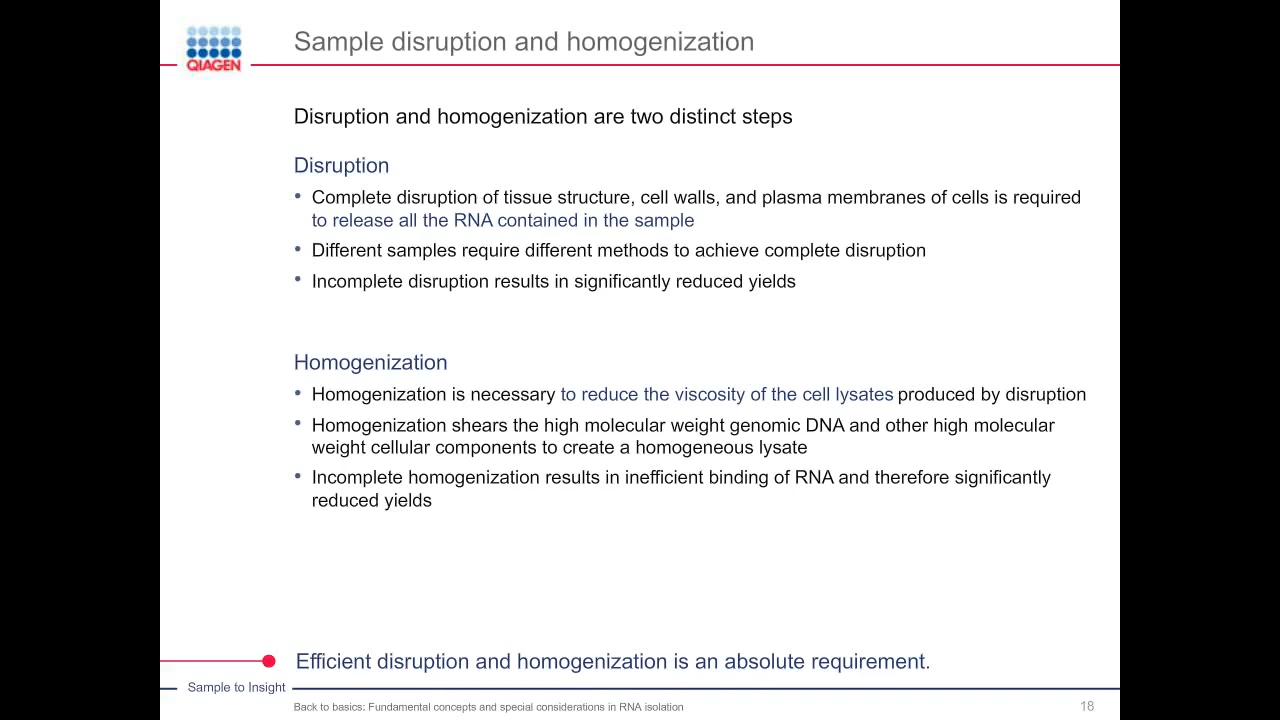 QIAGEN
Sample disruption and homogenization
Disruption and homogenization are two distinct steps
Disruption
• Complete disruption of tissue structure, cell walls, and plasma membranes of cells is required
to release all the RNA contained in the sample
• Different samples require different methods to achieve complete disruption
• Incomplete disruption results in significantly reduced yields
Homogenization
• Homogenization is necessary to reduce the viscosity of the cell lysates produced by disruption
• Homogenization shears the high molecular weight genomic DNA and other high molecular
weight cellular components to create a homogeneous lysate
• Incomplete homogenization results in inefficient binding of RNA and therefore significantly
reduced yields
Efficient disruption and homogenization is an absolute requirement.
Sample to Insight
Back to basics: Fundamental concepts and special considerations in RNA isolation
18